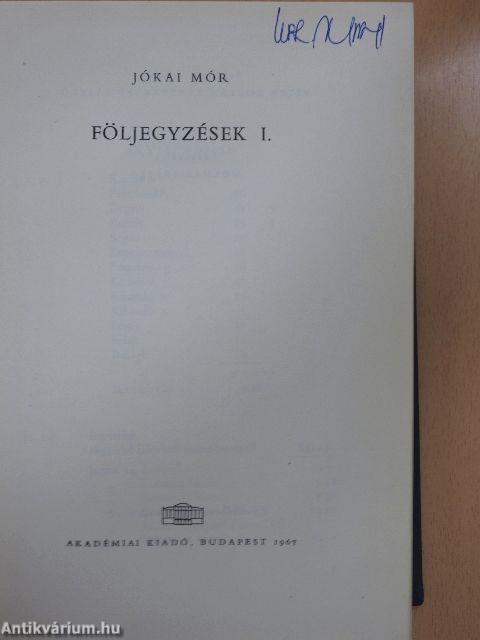 JÓKAI MÓR
FÖLJEGYZÉSEK I.
AKADÉMIAI KIADÓ, BUDAPEST 1967
Antikvárium.hu